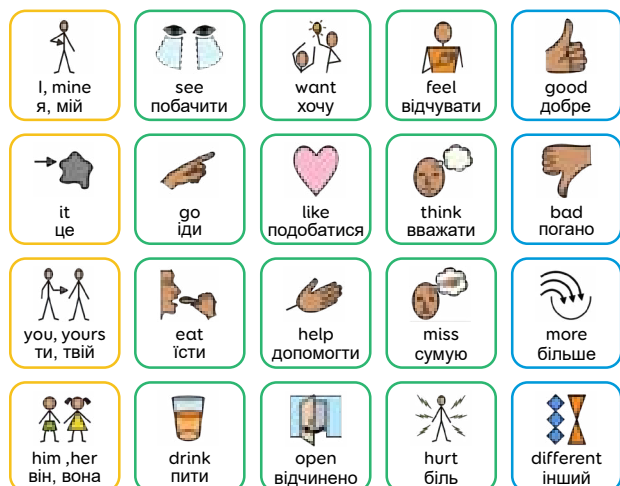 I, mine
я, мій
see
побачити
want
хочу
feel
відчувати
good
добре
it
це
go
іди
like
подобатися
think
вважати
bad
погано
you, yours
ти, твій
eat
їсти
help
допомогти
miss
сумую
more
більше
him ,her
він, вона
drink
пити
open
відчинено
hurt
біль
different
інший